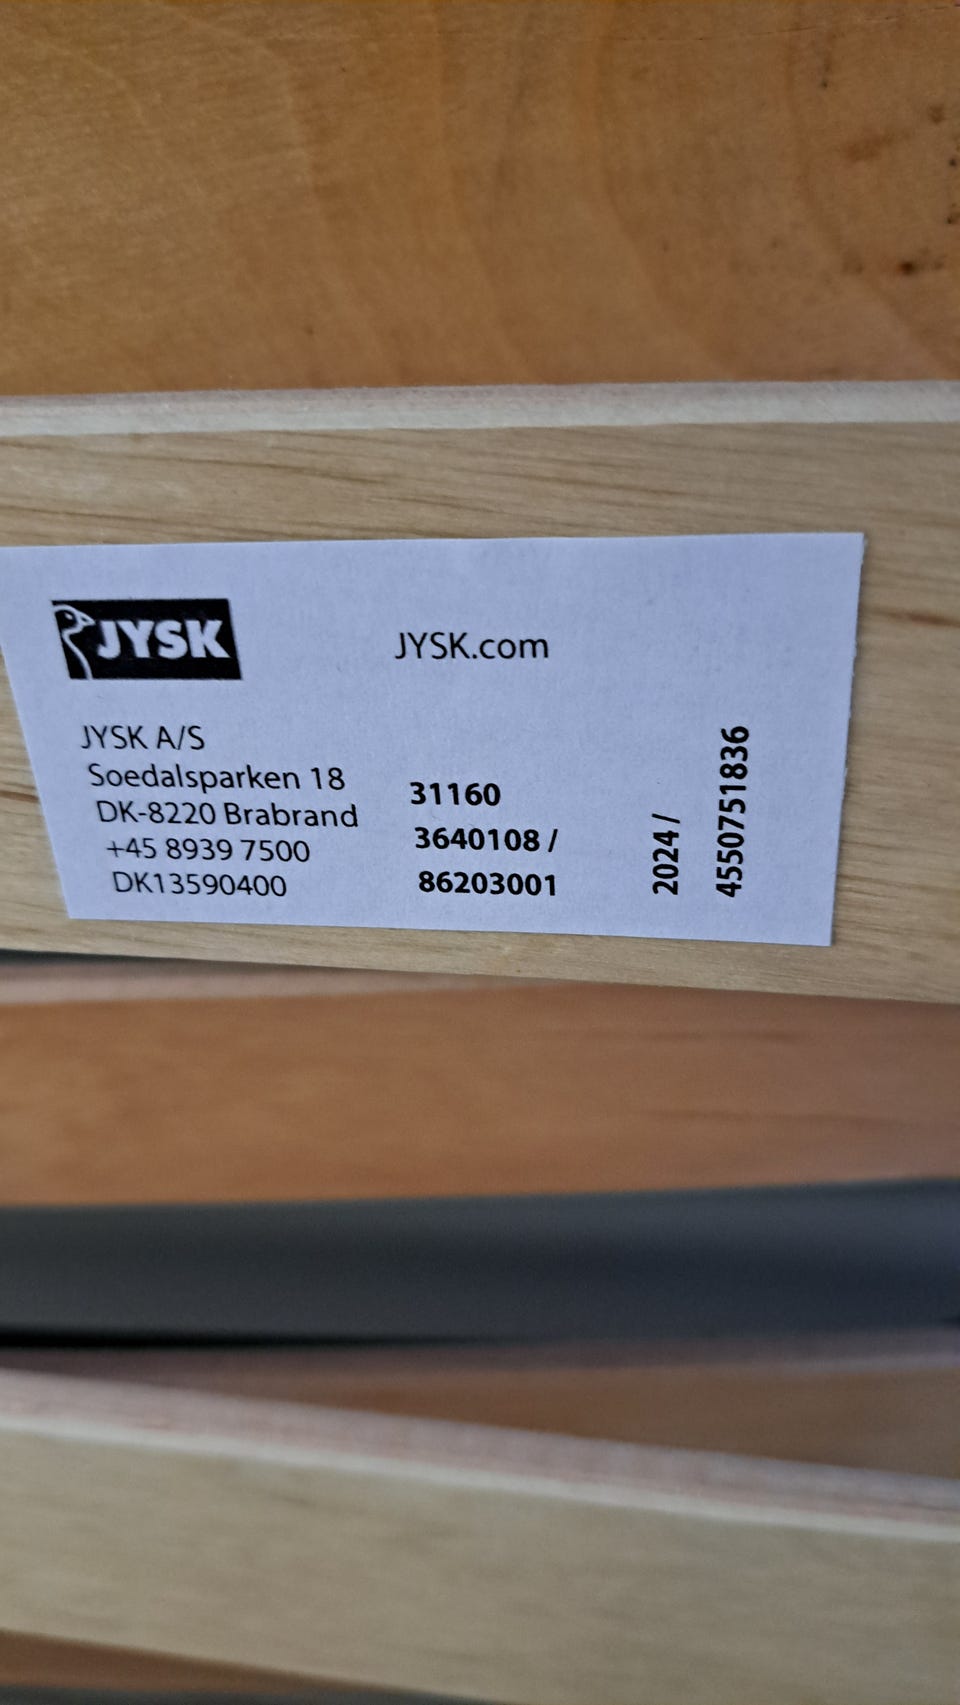 JYSK
JYSK.com
JYSK A/S
Soedalsparken 18
DK-8220 Brabrand
+45 8939 7500
DK13590400
31160
3640108 /
86203001
2024 /
4550751836